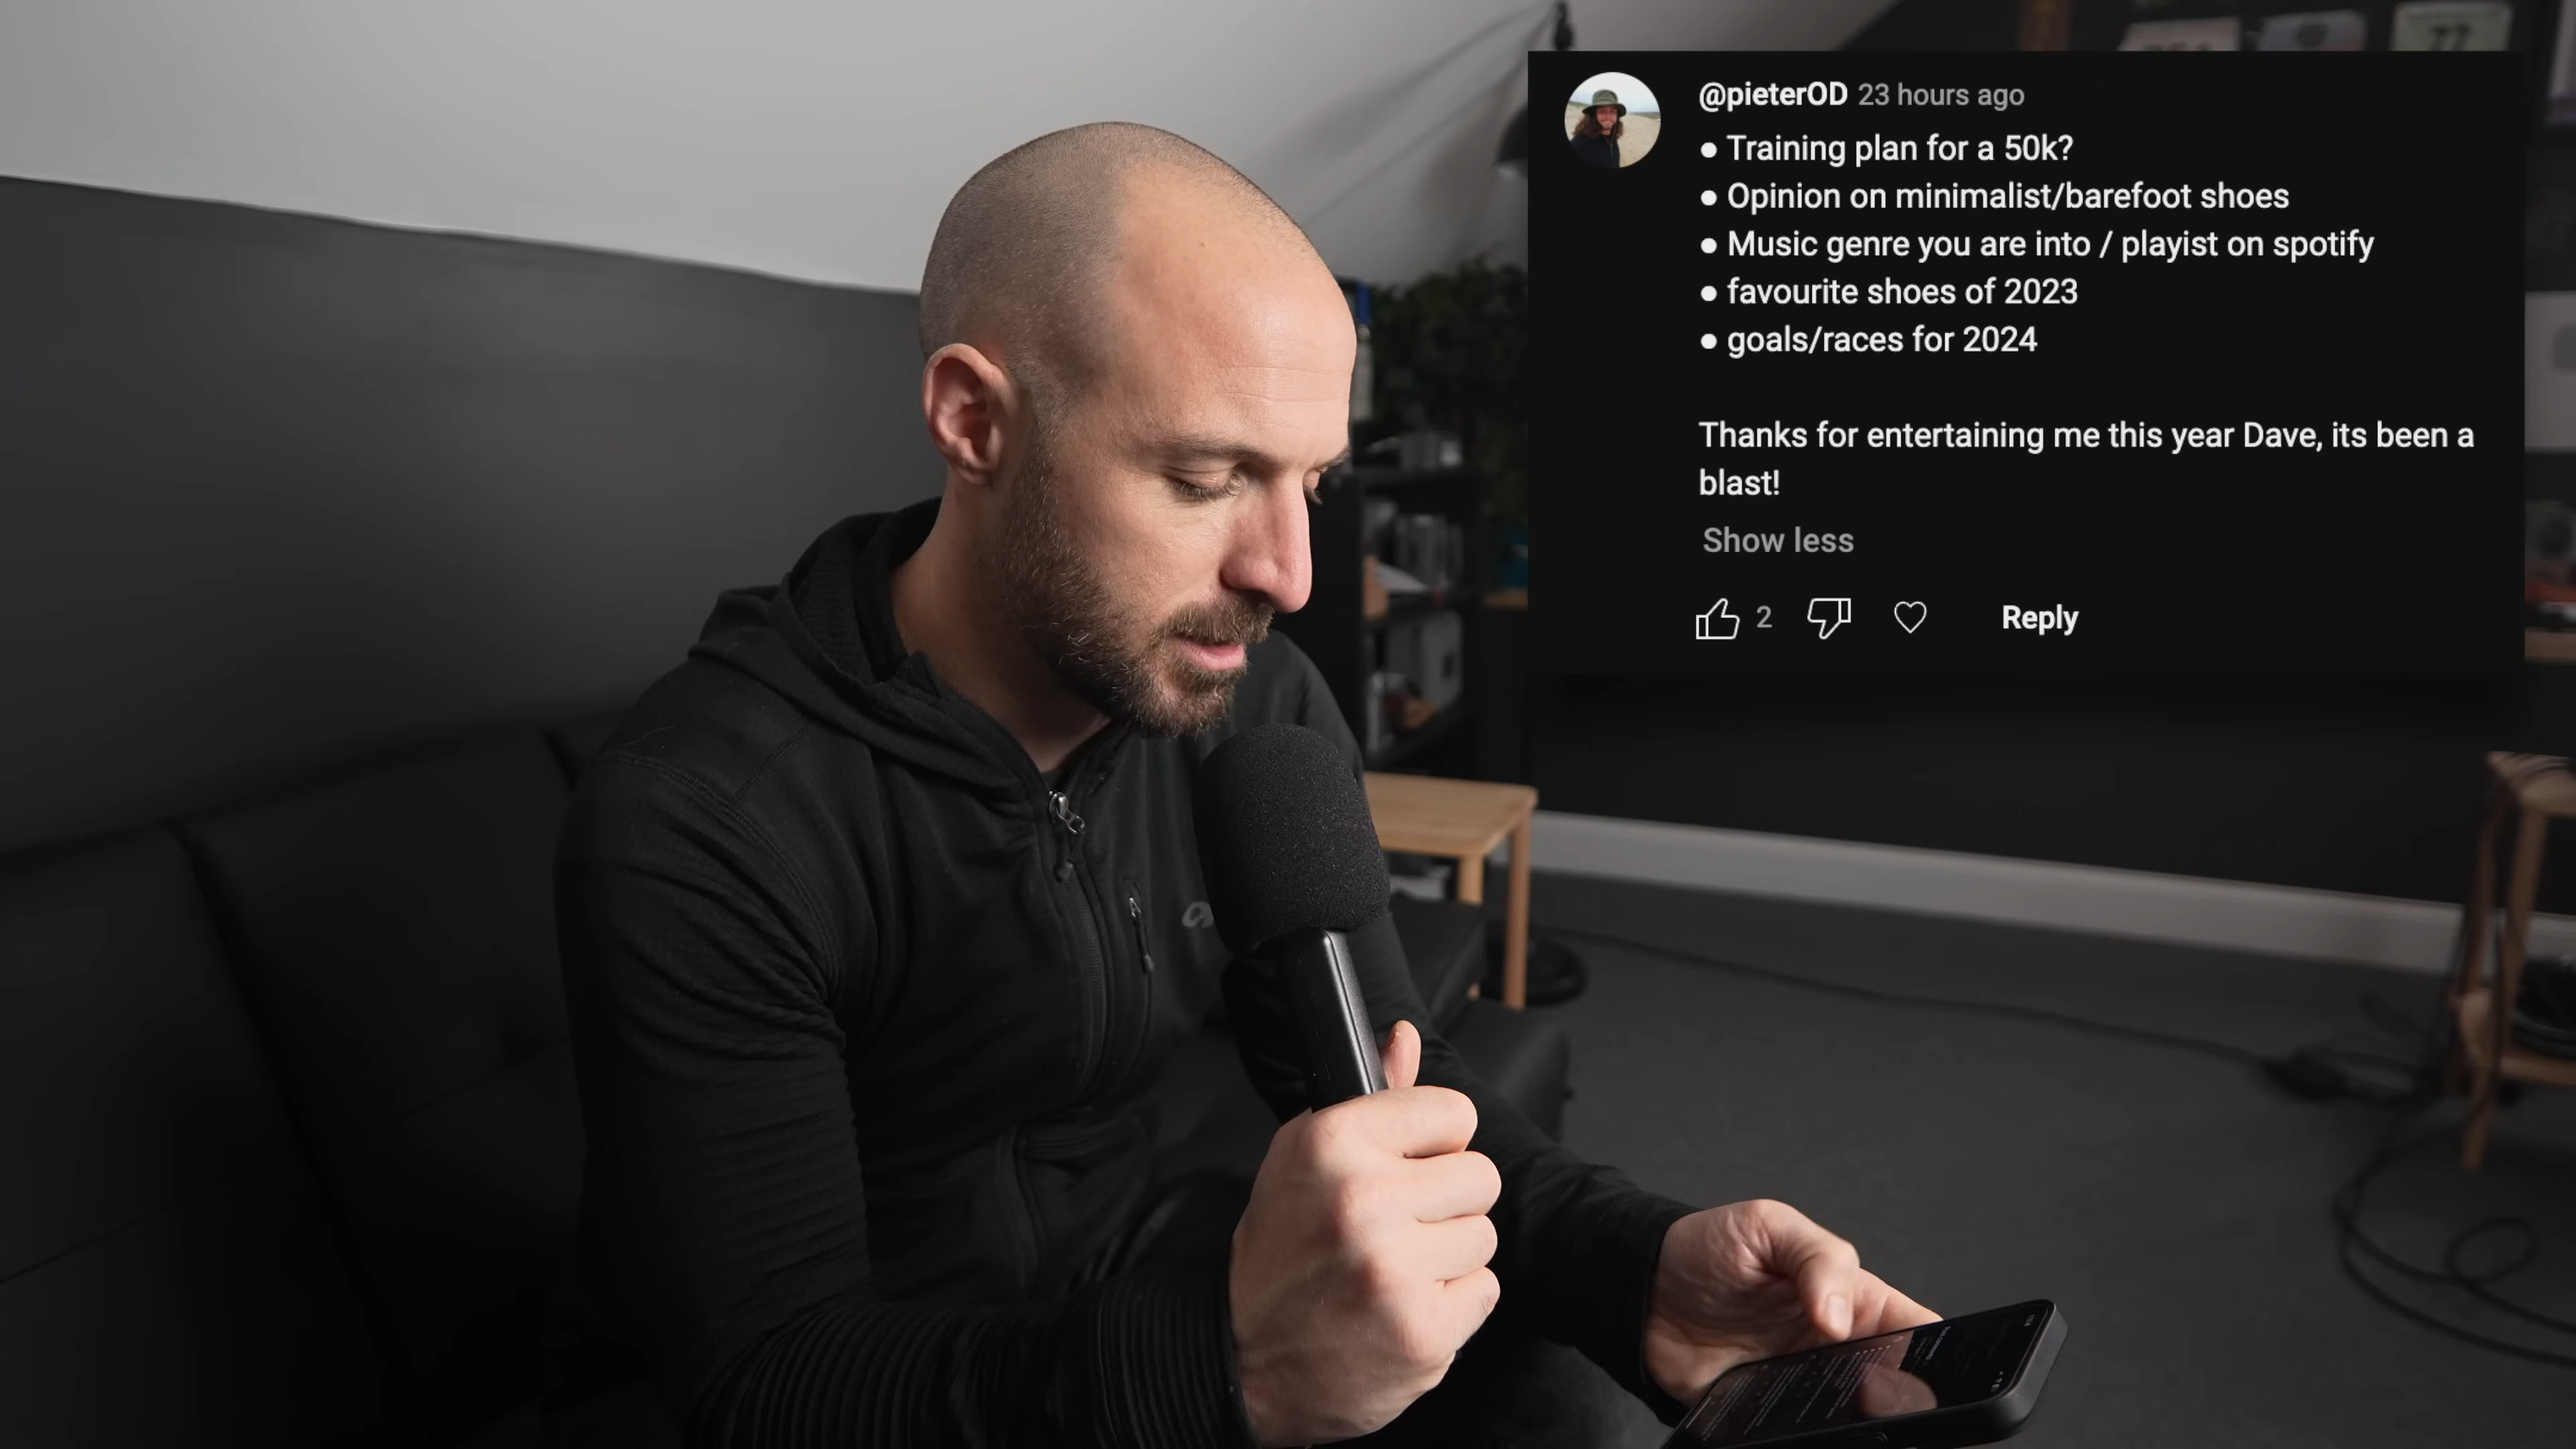 @pieterOD 23 hours ago
● Training plan for a 50k?
● Opinion on minimalist/barefoot shoes
● Music genre you are into / playist on spotify
● favourite shoes of 2023
● goals/races for 2024
Thanks for entertaining me this year Dave, its been a
blast!
Show less
2 Reply